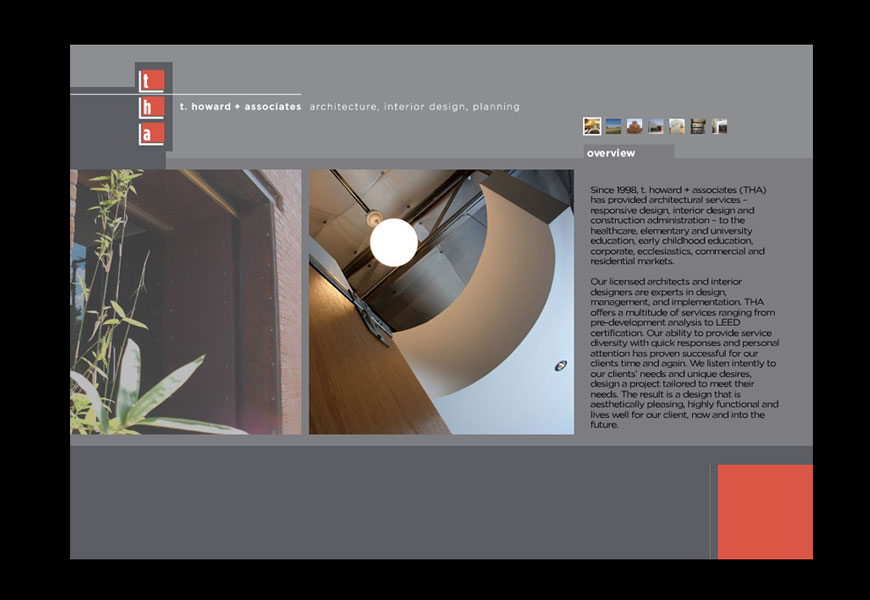 t
h
a
t. howard + associates architecture, interior design, planning
overview
Since 1998, t. howard + associates (THA)
has provided architectural services –
responsive design, interior design and
construction administration – to the
healthcare, elementary and university
education, early childhood education,
corporate, ecclesiastics, commercial and
residential markets.
Our licensed architects and interior
designers are experts in design,
management, and implementation. THA
offers a multitude of services ranging from
pre-development analysis to LEED
certification. Our ability to provide service
diversity with quick responses and personal
attention has proven successful for our
clients time and again. We listen intently to
our clients' needs and unique desires,
design a project tailored to meet their
needs. The result is a design that is
aesthetically pleasing, highly functional and
lives well for our client, now and into the
future.